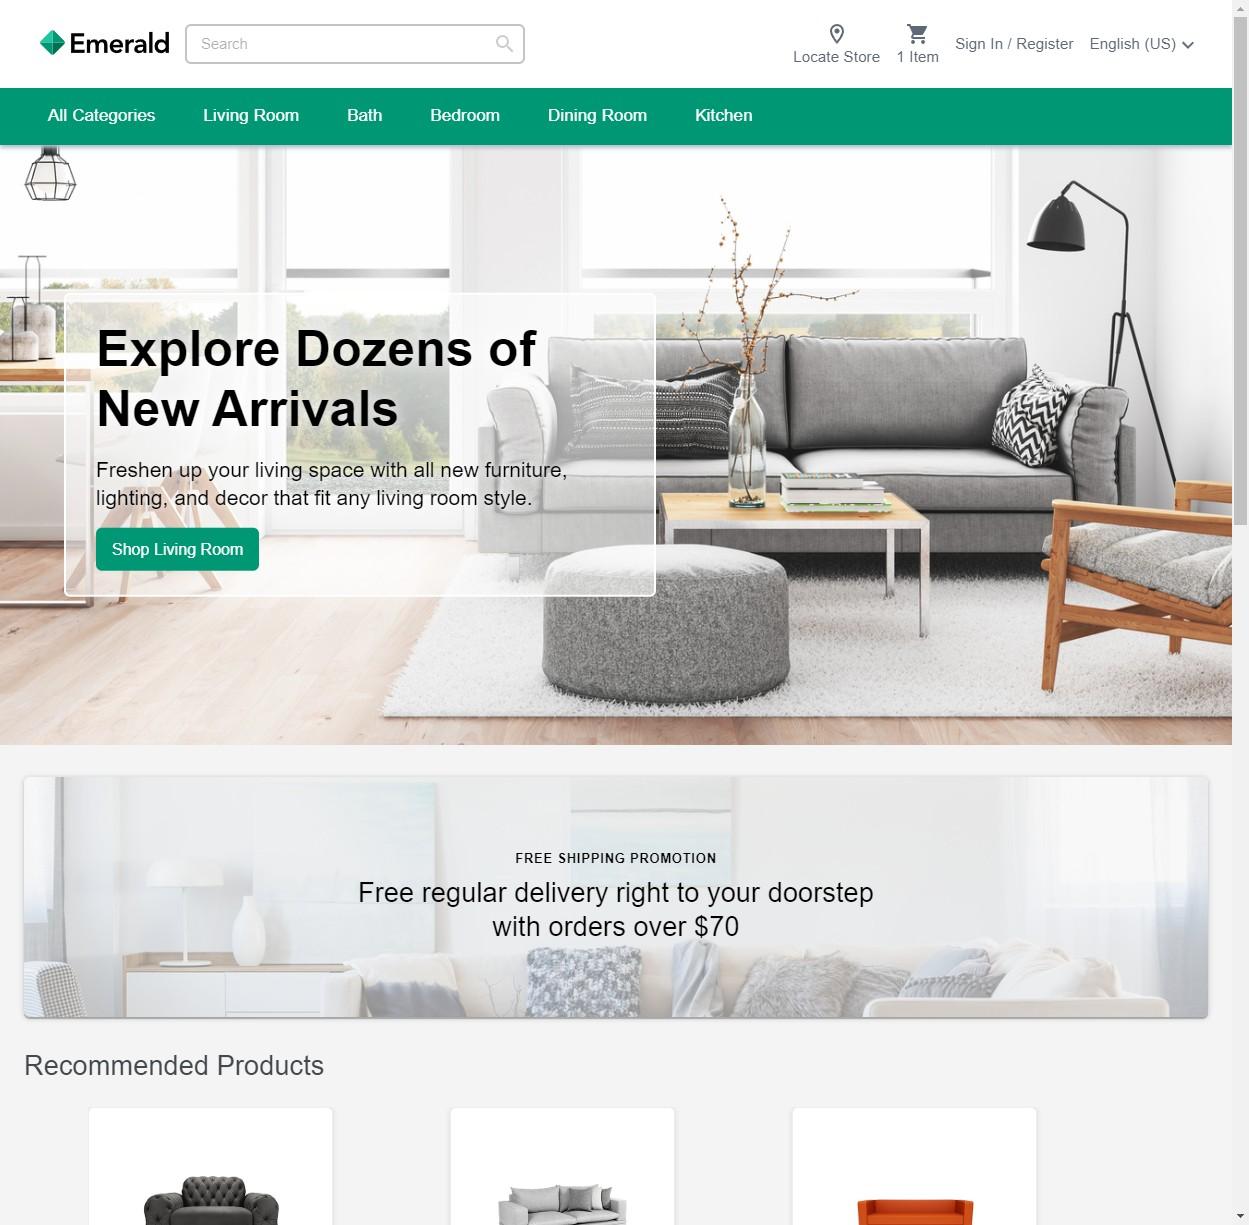 Emerald
Search
Locate Store
1 Item
Sign In / Register
English (US)
All Categories
Living Room
Bath
Bedroom
Dining Room
Kitchen
Explore Dozens of
New Arrivals
Freshen up your living space with all new furniture,
lighting, and decor that fit any living room style.
Shop Living Room
FREE SHIPPING PROMOTION
Free regular delivery right to your doorstep
with orders over $70
Recommended Products